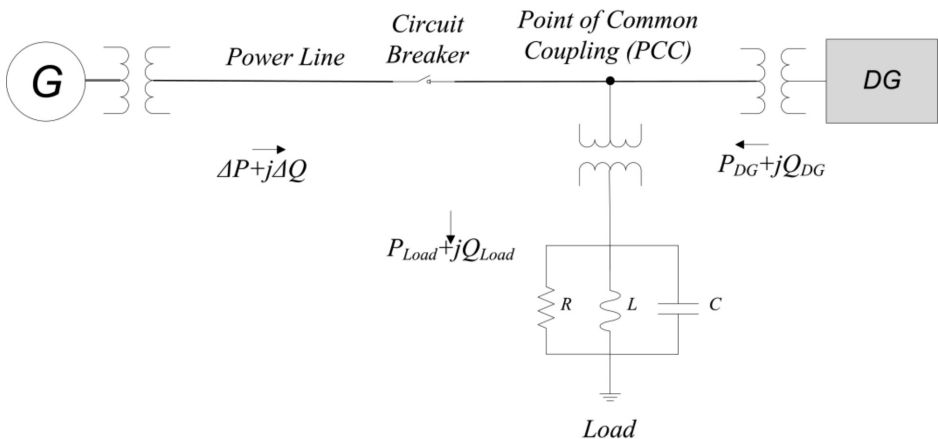 Circuit
Breaker
Point of Common
Coupling (PCC)
Power Line
G
DG
ΔP+jΔQ
P_DG+jQ_DG
P_Load+jQ_Load
R
L
C
Load